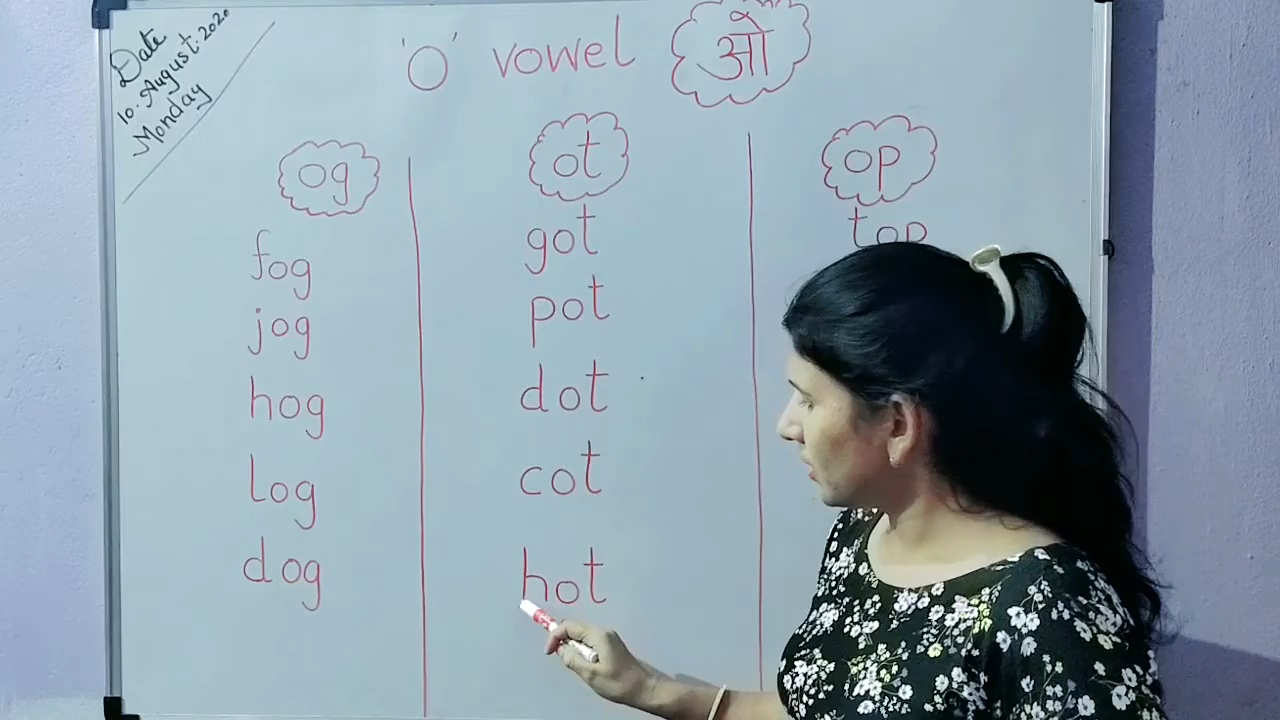 Date
10. August. 2020
Monday
'O' vowel ओ
og
fog
jog
hog
log
dog
ot
got
pot
dot
cot
hot
op
top